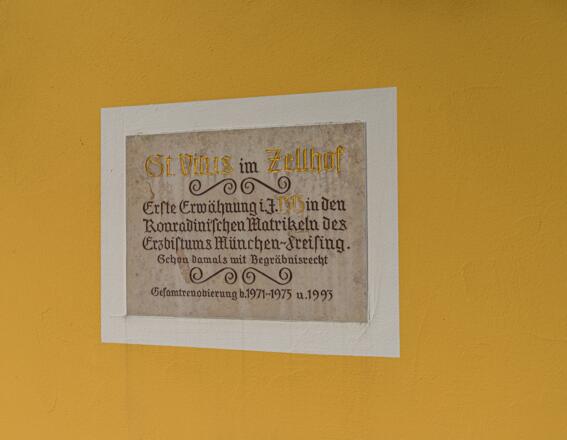 St. Vitus im Zellhof
Erste Erwähnung i. J. 1315 in den
Konradinischen Matrikeln des
Erzbistums München-Freising.
Schon damals mit Begräbnisrecht
Gesamtrenovierung v. 1971-1975 u. 1993